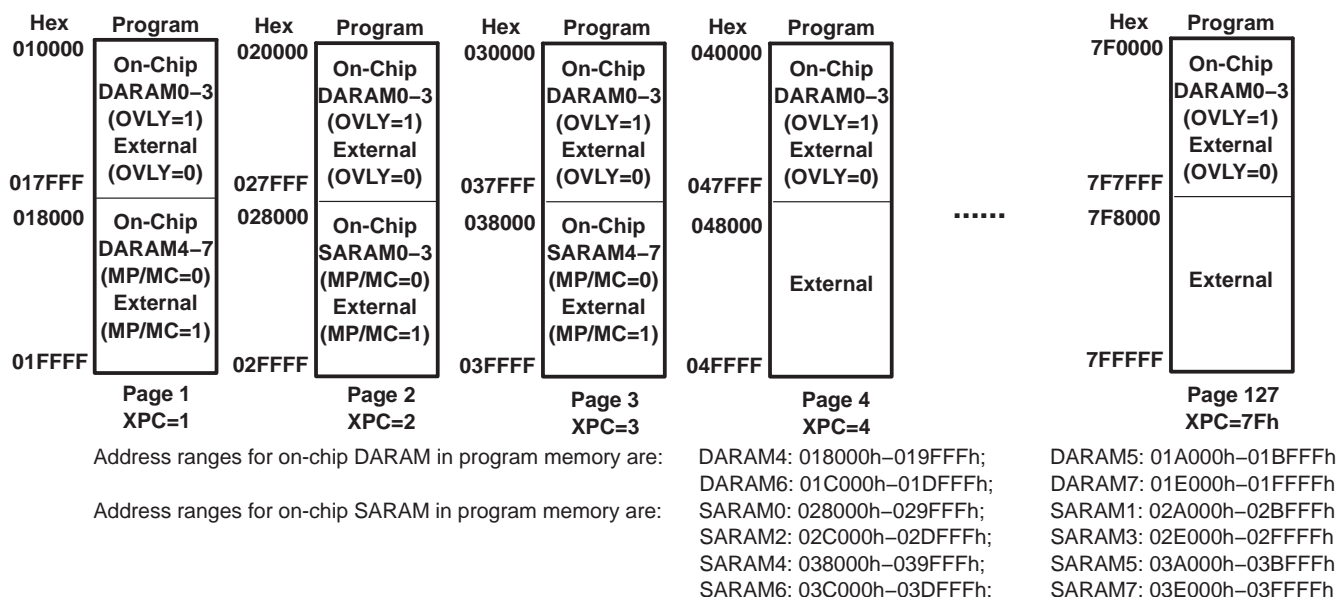 Hex Program
010000
On-Chip
DARAM0–3
(OVLY=1)
External
(OVLY=0)
017FFF
018000
On-Chip
DARAM4–7
(MP/MC=0)
External
(MP/MC=1)
01FFFF
Page 1
XPC=1
Hex Program
020000
On-Chip
DARAM0–3
(OVLY=1)
External
(OVLY=0)
027FFF
028000
On-Chip
SARAM0–3
(MP/MC=0)
External
(MP/MC=1)
02FFFF
Page 2
XPC=2
Hex Program
030000
On-Chip
DARAM0–3
(OVLY=1)
External
(OVLY=0)
037FFF
038000
On-Chip
SARAM4–7
(MP/MC=0)
External
(MP/MC=1)
03FFFF
Page 3
XPC=3
Hex Program
040000
On-Chip
DARAM0–3
(OVLY=1)
External
(OVLY=0)
047FFF
048000
External
04FFFF
Page 4
XPC=4
......
Hex Program
7F0000
On-Chip
DARAM0–3
(OVLY=1)
External
(OVLY=0)
7F7FFF
7F8000
External
7FFFFF
Page 127
XPC=7Fh
Address ranges for on-chip DARAM in program memory are: DARAM4: 018000h–019FFFh; DARAM5: 01A000h–01BFFFh
DARAM6: 01C000h–01DFFFh; DARAM7: 01E000h–01FFFFh
Address ranges for on-chip SARAM in program memory are: SARAM0: 028000h–029FFFh; SARAM1: 02A000h–02BFFFh
SARAM2: 02C000h–02DFFFh; SARAM3: 02E000h–02FFFFh
SARAM4: 038000h–039FFFh; SARAM5: 03A000h–03BFFFh
SARAM6: 03C000h–03DFFFh; SARAM7: 03E000h–03FFFFh